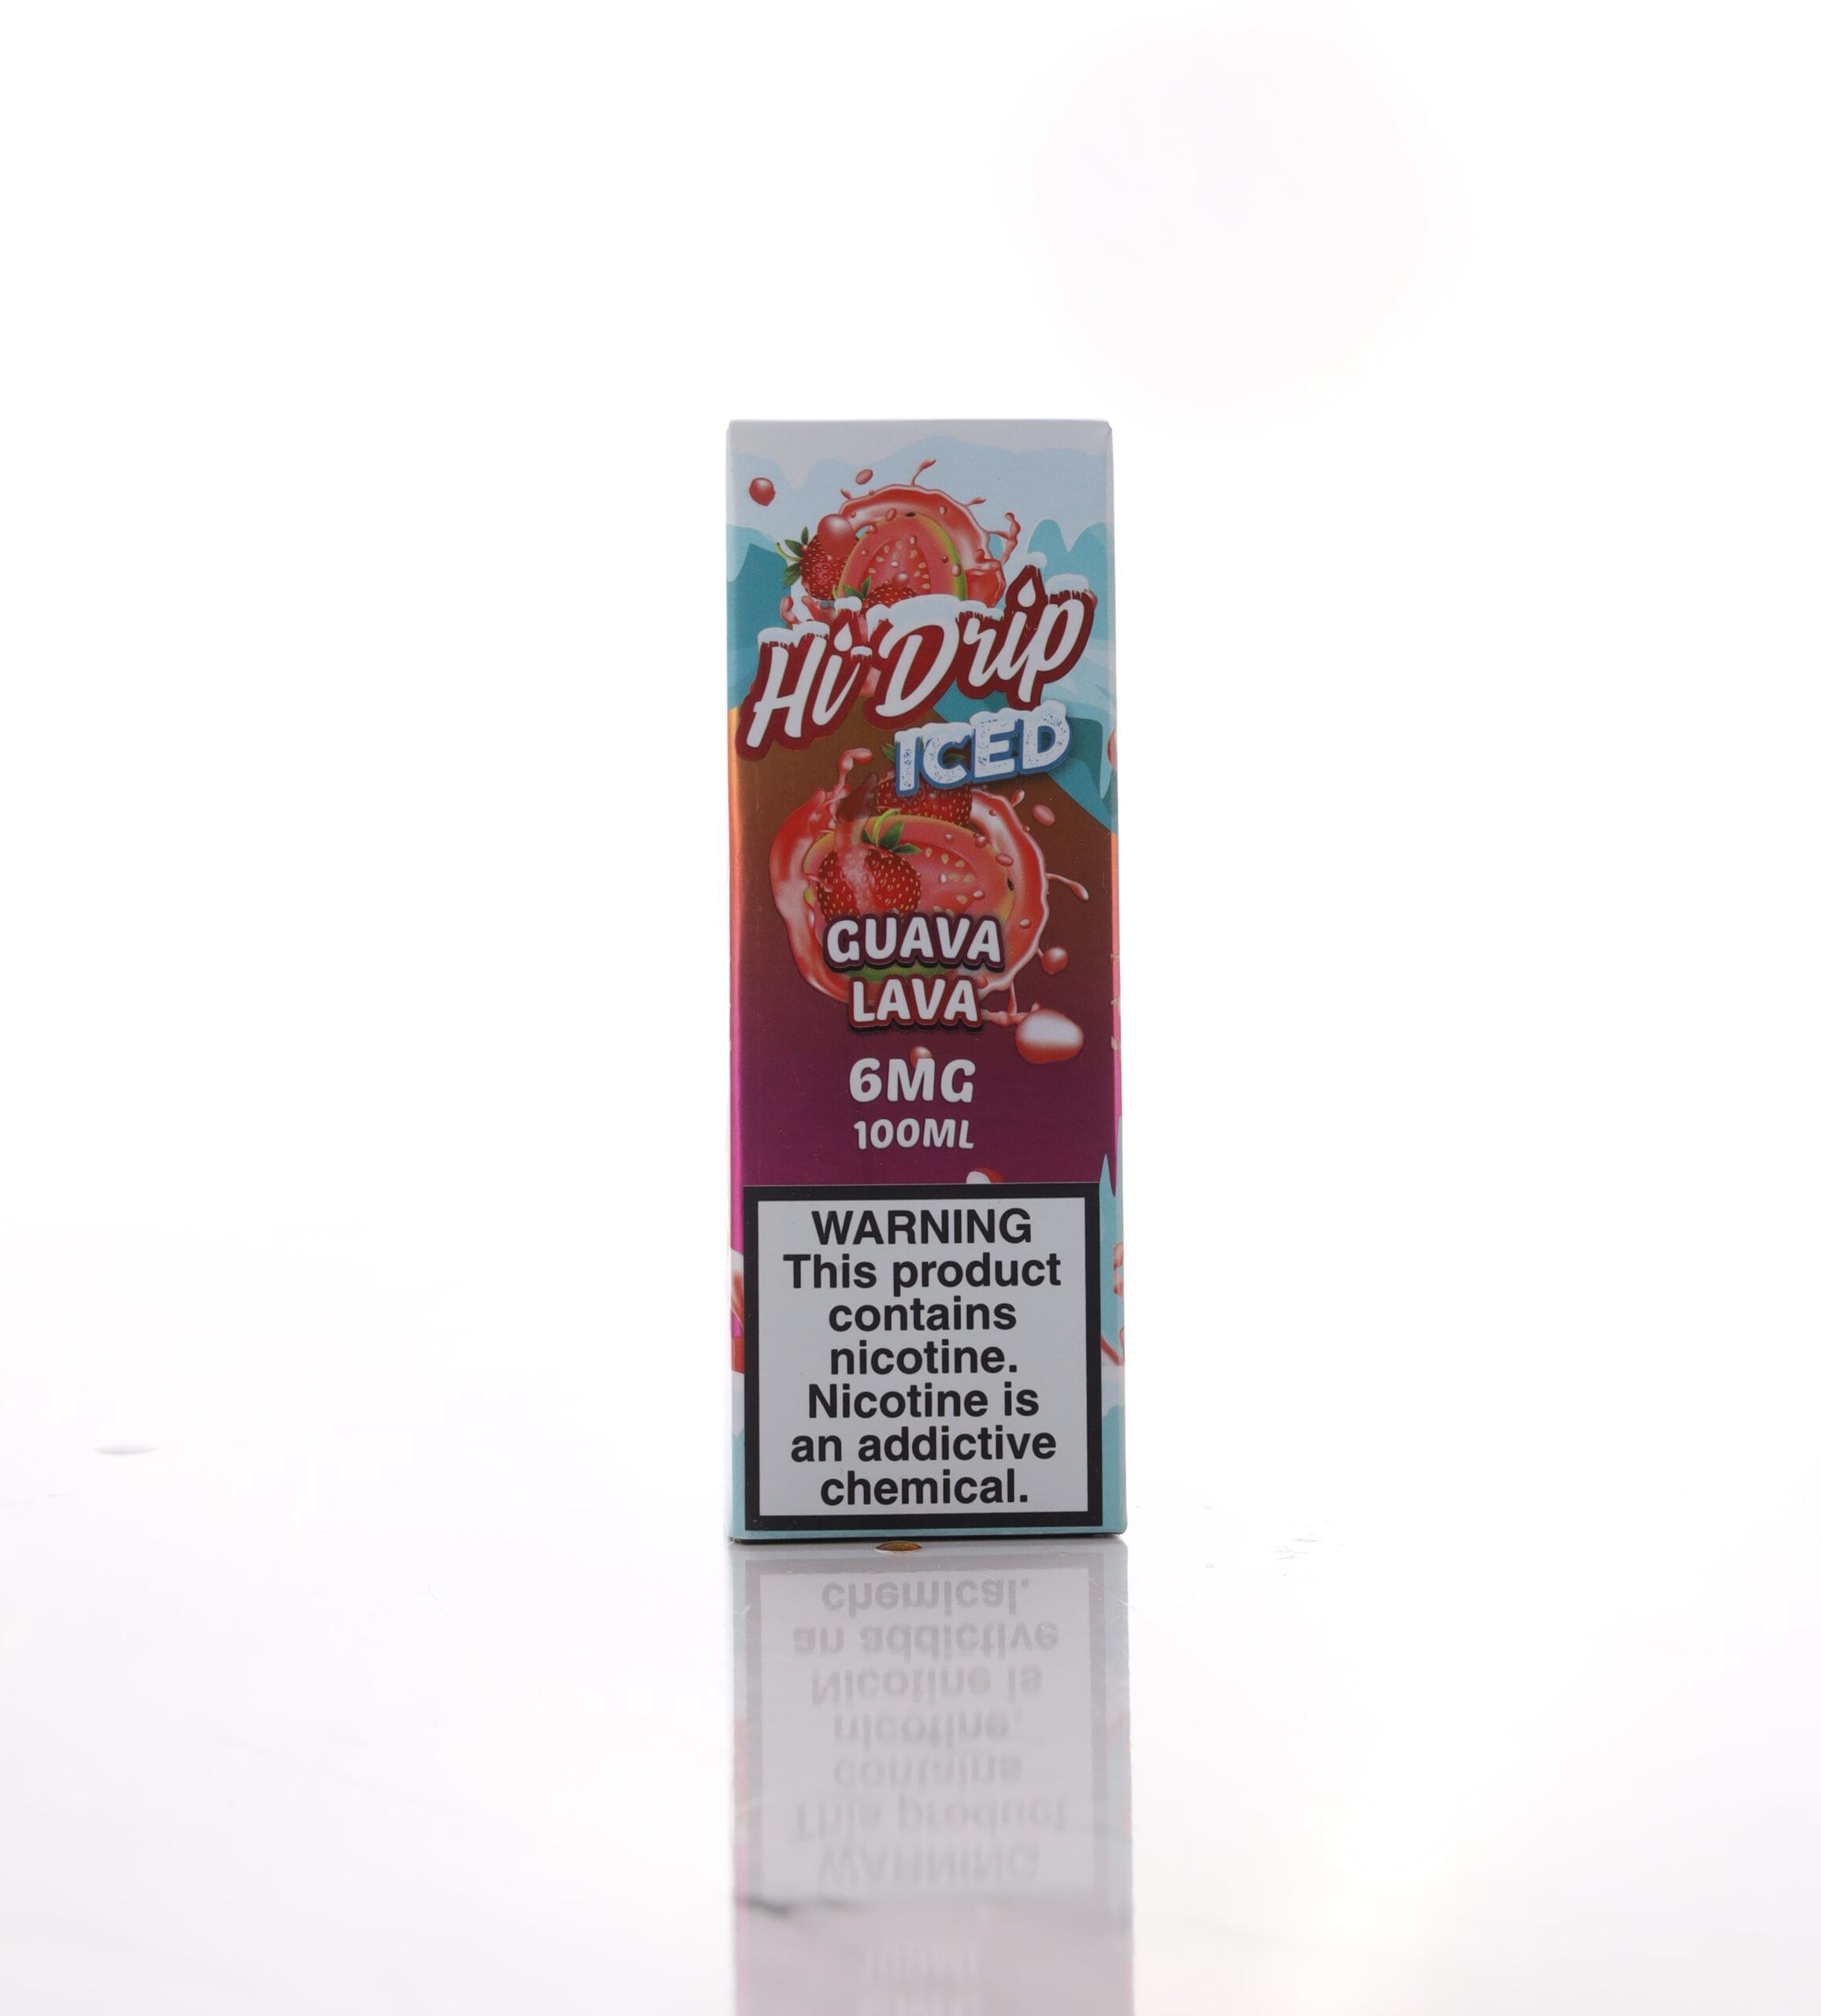 Hi-Drip
ICED
GUAVA
LAVA
6MG
100ML
WARNING
This product
contains
nicotine.
Nicotine is
an addictive
chemical.